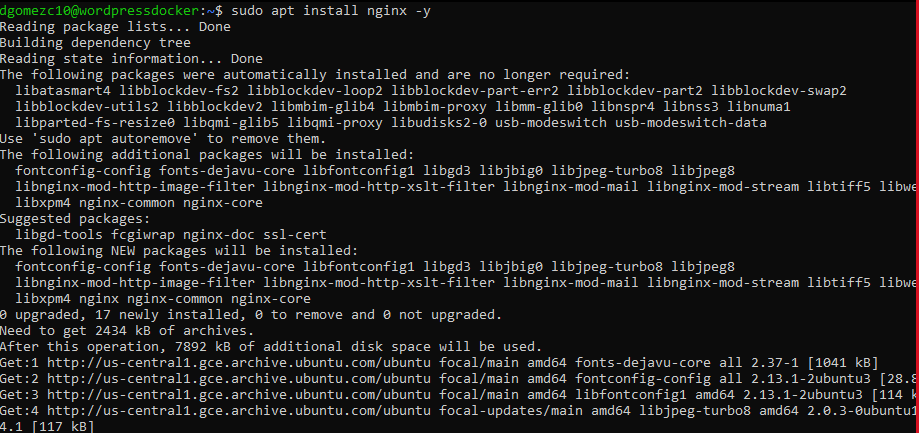 dgomezc10@wordpressdocker:~$ sudo apt install nginx -y
Reading package lists... Done
Building dependency tree
Reading state information... Done
The following packages were automatically installed and are no longer required:
  libatasmart4 libblockdev-fs2 libblockdev-loop2 libblockdev-part-err2 libblockdev-part2 libblockdev-swap2
  libblockdev-utils2 libblockdev2 libmbim-glib4 libmbim-proxy libmm-glib0 libnspr4 libnss3 libnuma1
  libparted-fs-resize0 libqmi-glib5 libqmi-proxy libudisks2-0 usb-modeswitch usb-modeswitch-data
Use 'sudo apt autoremove' to remove them.
The following additional packages will be installed:
  fontconfig-config fonts-dejavu-core libfontconfig1 libgd3 libjbig0 libjpeg-turbo8 libjpeg8
  libnginx-mod-http-image-filter libnginx-mod-http-xslt-filter libnginx-mod-mail libnginx-mod-stream libtiff5 libwe
  libxpm4 nginx-common nginx-core
Suggested packages:
  libgd-tools fcgiwrap nginx-doc ssl-cert
The following NEW packages will be installed:
  fontconfig-config fonts-dejavu-core libfontconfig1 libgd3 libjbig0 libjpeg-turbo8 libjpeg8
  libnginx-mod-http-image-filter libnginx-mod-http-xslt-filter libnginx-mod-mail libnginx-mod-stream libtiff5 libwe
  libxpm4 nginx nginx-common nginx-core
0 upgraded, 17 newly installed, 0 to remove and 0 not upgraded.
Need to get 2434 kB of archives.
After this operation, 7892 kB of additional disk space will be used.
Get:1 http://us-central1.gce.archive.ubuntu.com/ubuntu focal/main amd64 fonts-dejavu-core all 2.37-1 [1041 kB]
Get:2 http://us-central1.gce.archive.ubuntu.com/ubuntu focal/main amd64 fontconfig-config all 2.13.1-2ubuntu3 [28.8
Get:3 http://us-central1.gce.archive.ubuntu.com/ubuntu focal/main amd64 libfontconfig1 amd64 2.13.1-2ubuntu3 [114 k
Get:4 http://us-central1.gce.archive.ubuntu.com/ubuntu focal-updates/main amd64 libjpeg-turbo8 amd64 2.0.3-0ubuntu1
4.1 [117 kB]